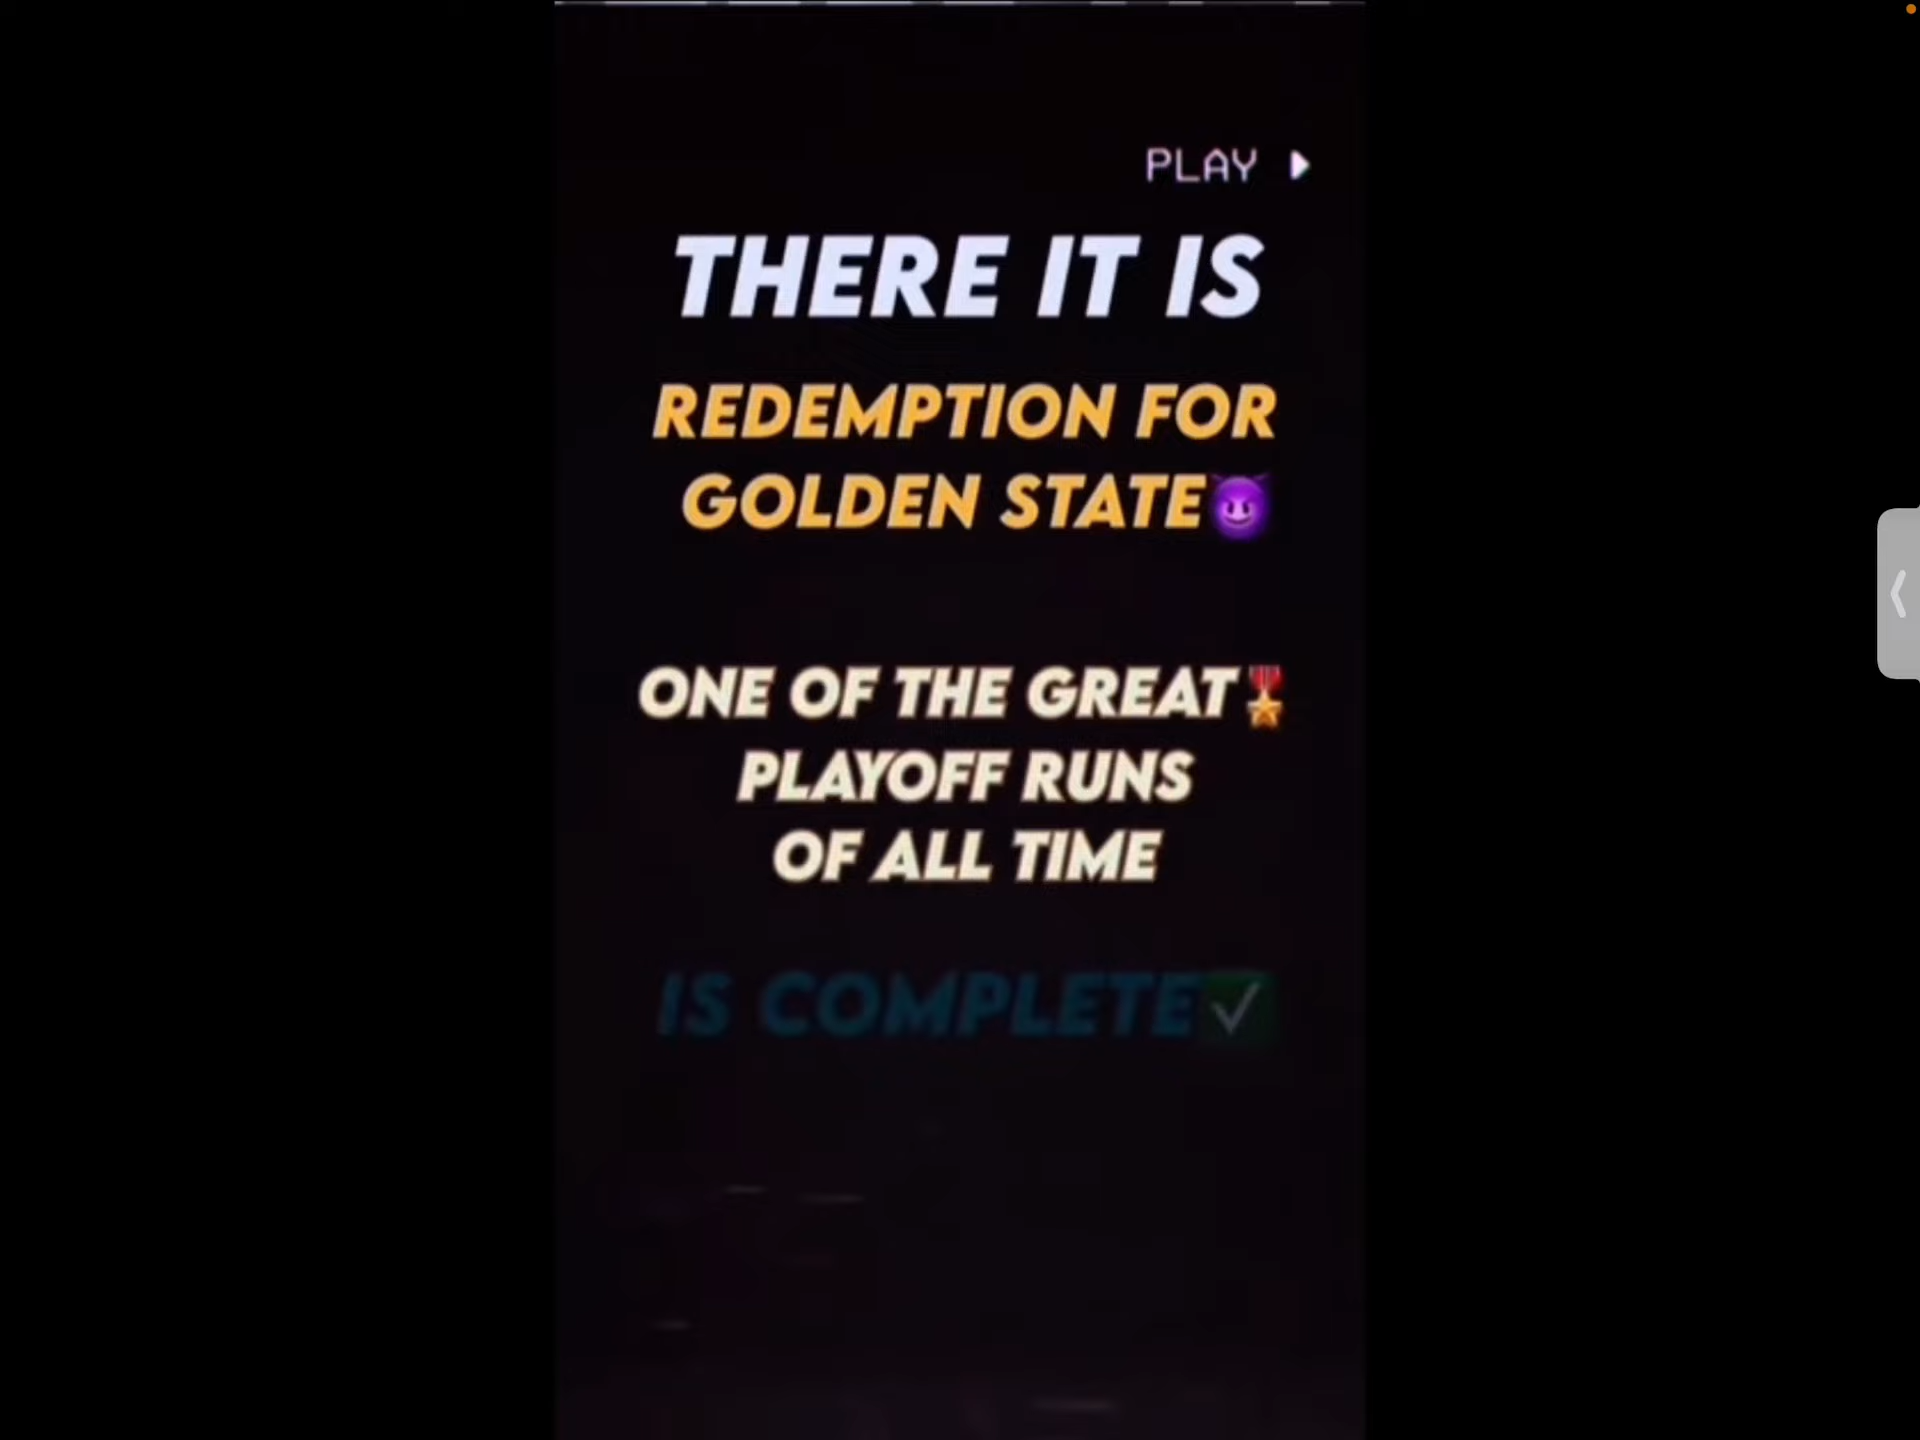 PLAY
THERE IT IS
REDEMPTION FOR
GOLDEN STATE😈
ONE OF THE GREAT🎖️
PLAYOFF RUNS
OF ALL TIME
IS COMPLETE✅